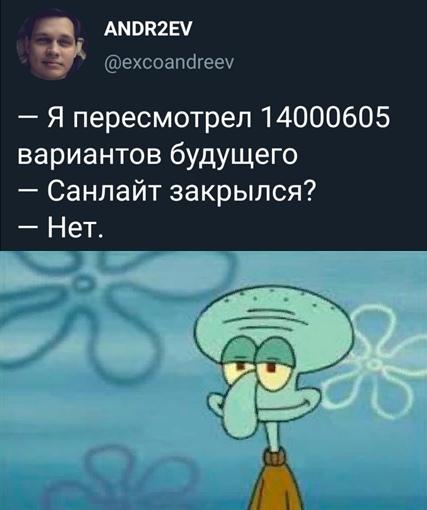 ANDR2EV
@excoandreev
— Я пересмотрел 14000605
вариантов будущего
— Санлайт закрылся?
— Нет.